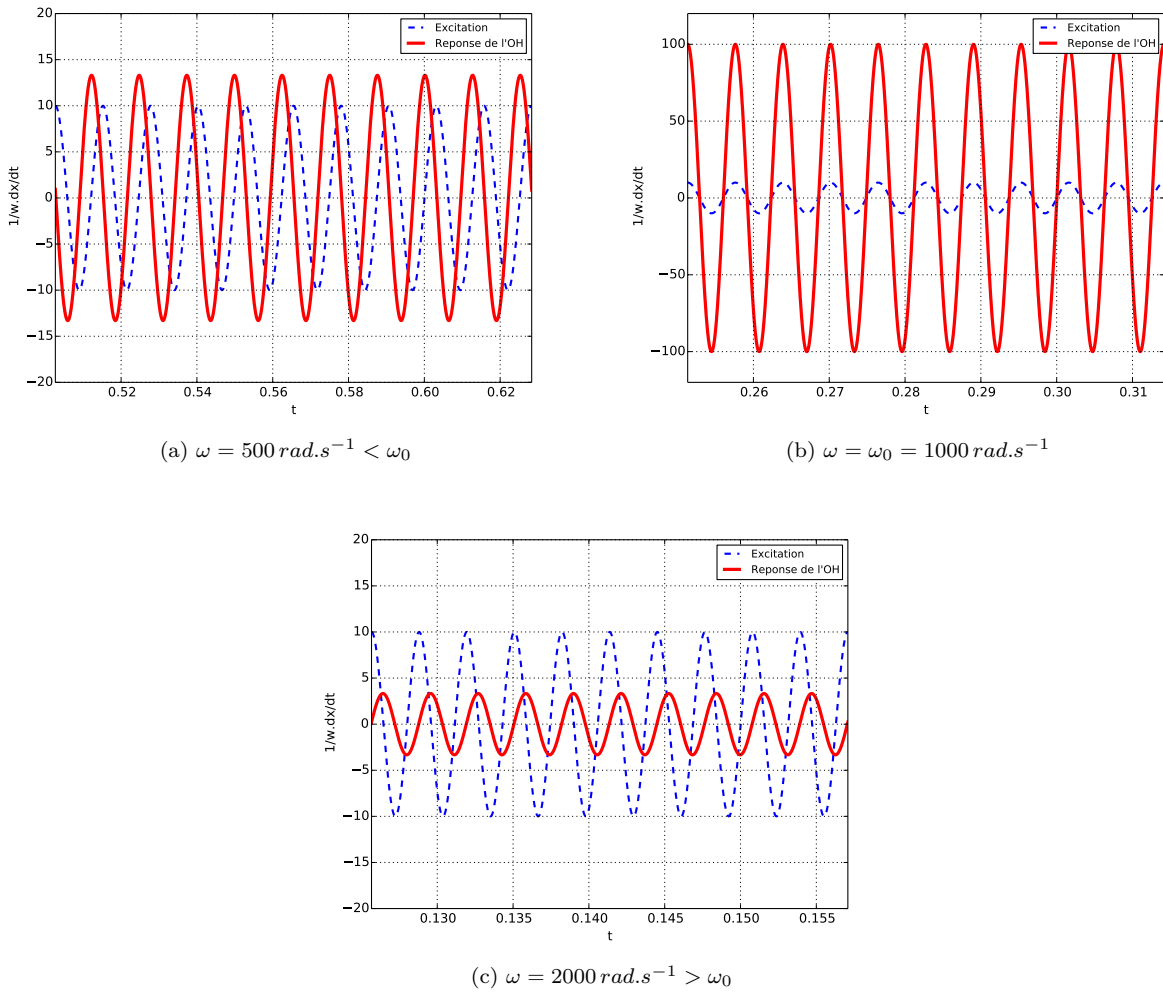 20
15
10
5
0
−5
−10
−15
−20
0.52 0.54 0.56 0.58 0.60 0.62
t
1/w.dx/dt
Excitation
Reponse de l'OH
(a) ω = 500 rad.s⁻¹ < ω₀
100
50
0
−50
−100
0.26 0.27 0.28 0.29 0.30 0.31
t
1/w.dx/dt
Excitation
Reponse de l'OH
(b) ω = ω₀ = 1000 rad.s⁻¹
20
15
10
5
0
−5
−10
−15
−20
0.130 0.135 0.140 0.145 0.150 0.155
t
1/w.dx/dt
Excitation
Reponse de l'OH
(c) ω = 2000 rad.s⁻¹ > ω₀